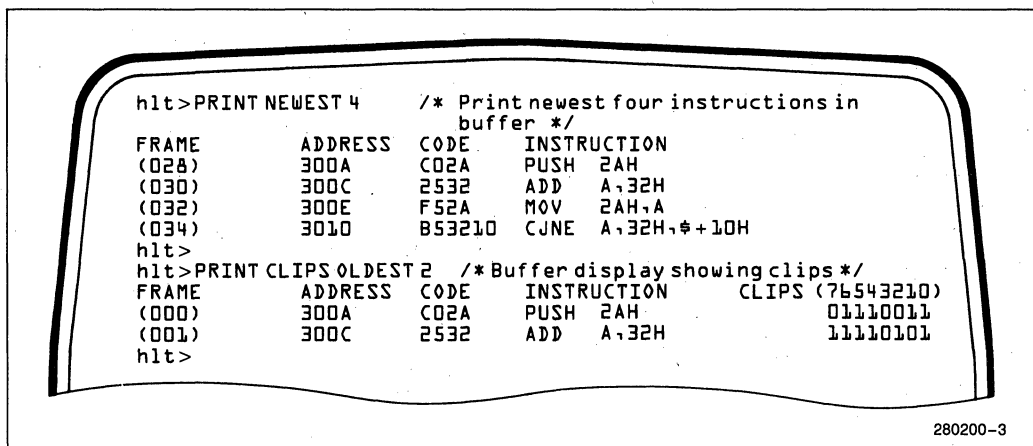 hlt>PRINT NEWEST 4 /* Print newest four instructions in
buffer */
FRAME ADDRESS CODE INSTRUCTION
(028) 300A C02A PUSH 2AH
(030) 300C 2532 ADD A,32H
(032) 300E F52A MOV 2AH,A
(034) 3010 B53210 CJNE A,32H,$+10H
hlt>
hlt>PRINT CLIPS OLDEST 2 /* Buffer display showing clips */
FRAME ADDRESS CODE INSTRUCTION CLIPS (76543210)
(000) 300A C02A PUSH 2AH 01110011
(001) 300C 2532 ADD A,32H 11110101
hlt>
280200-3